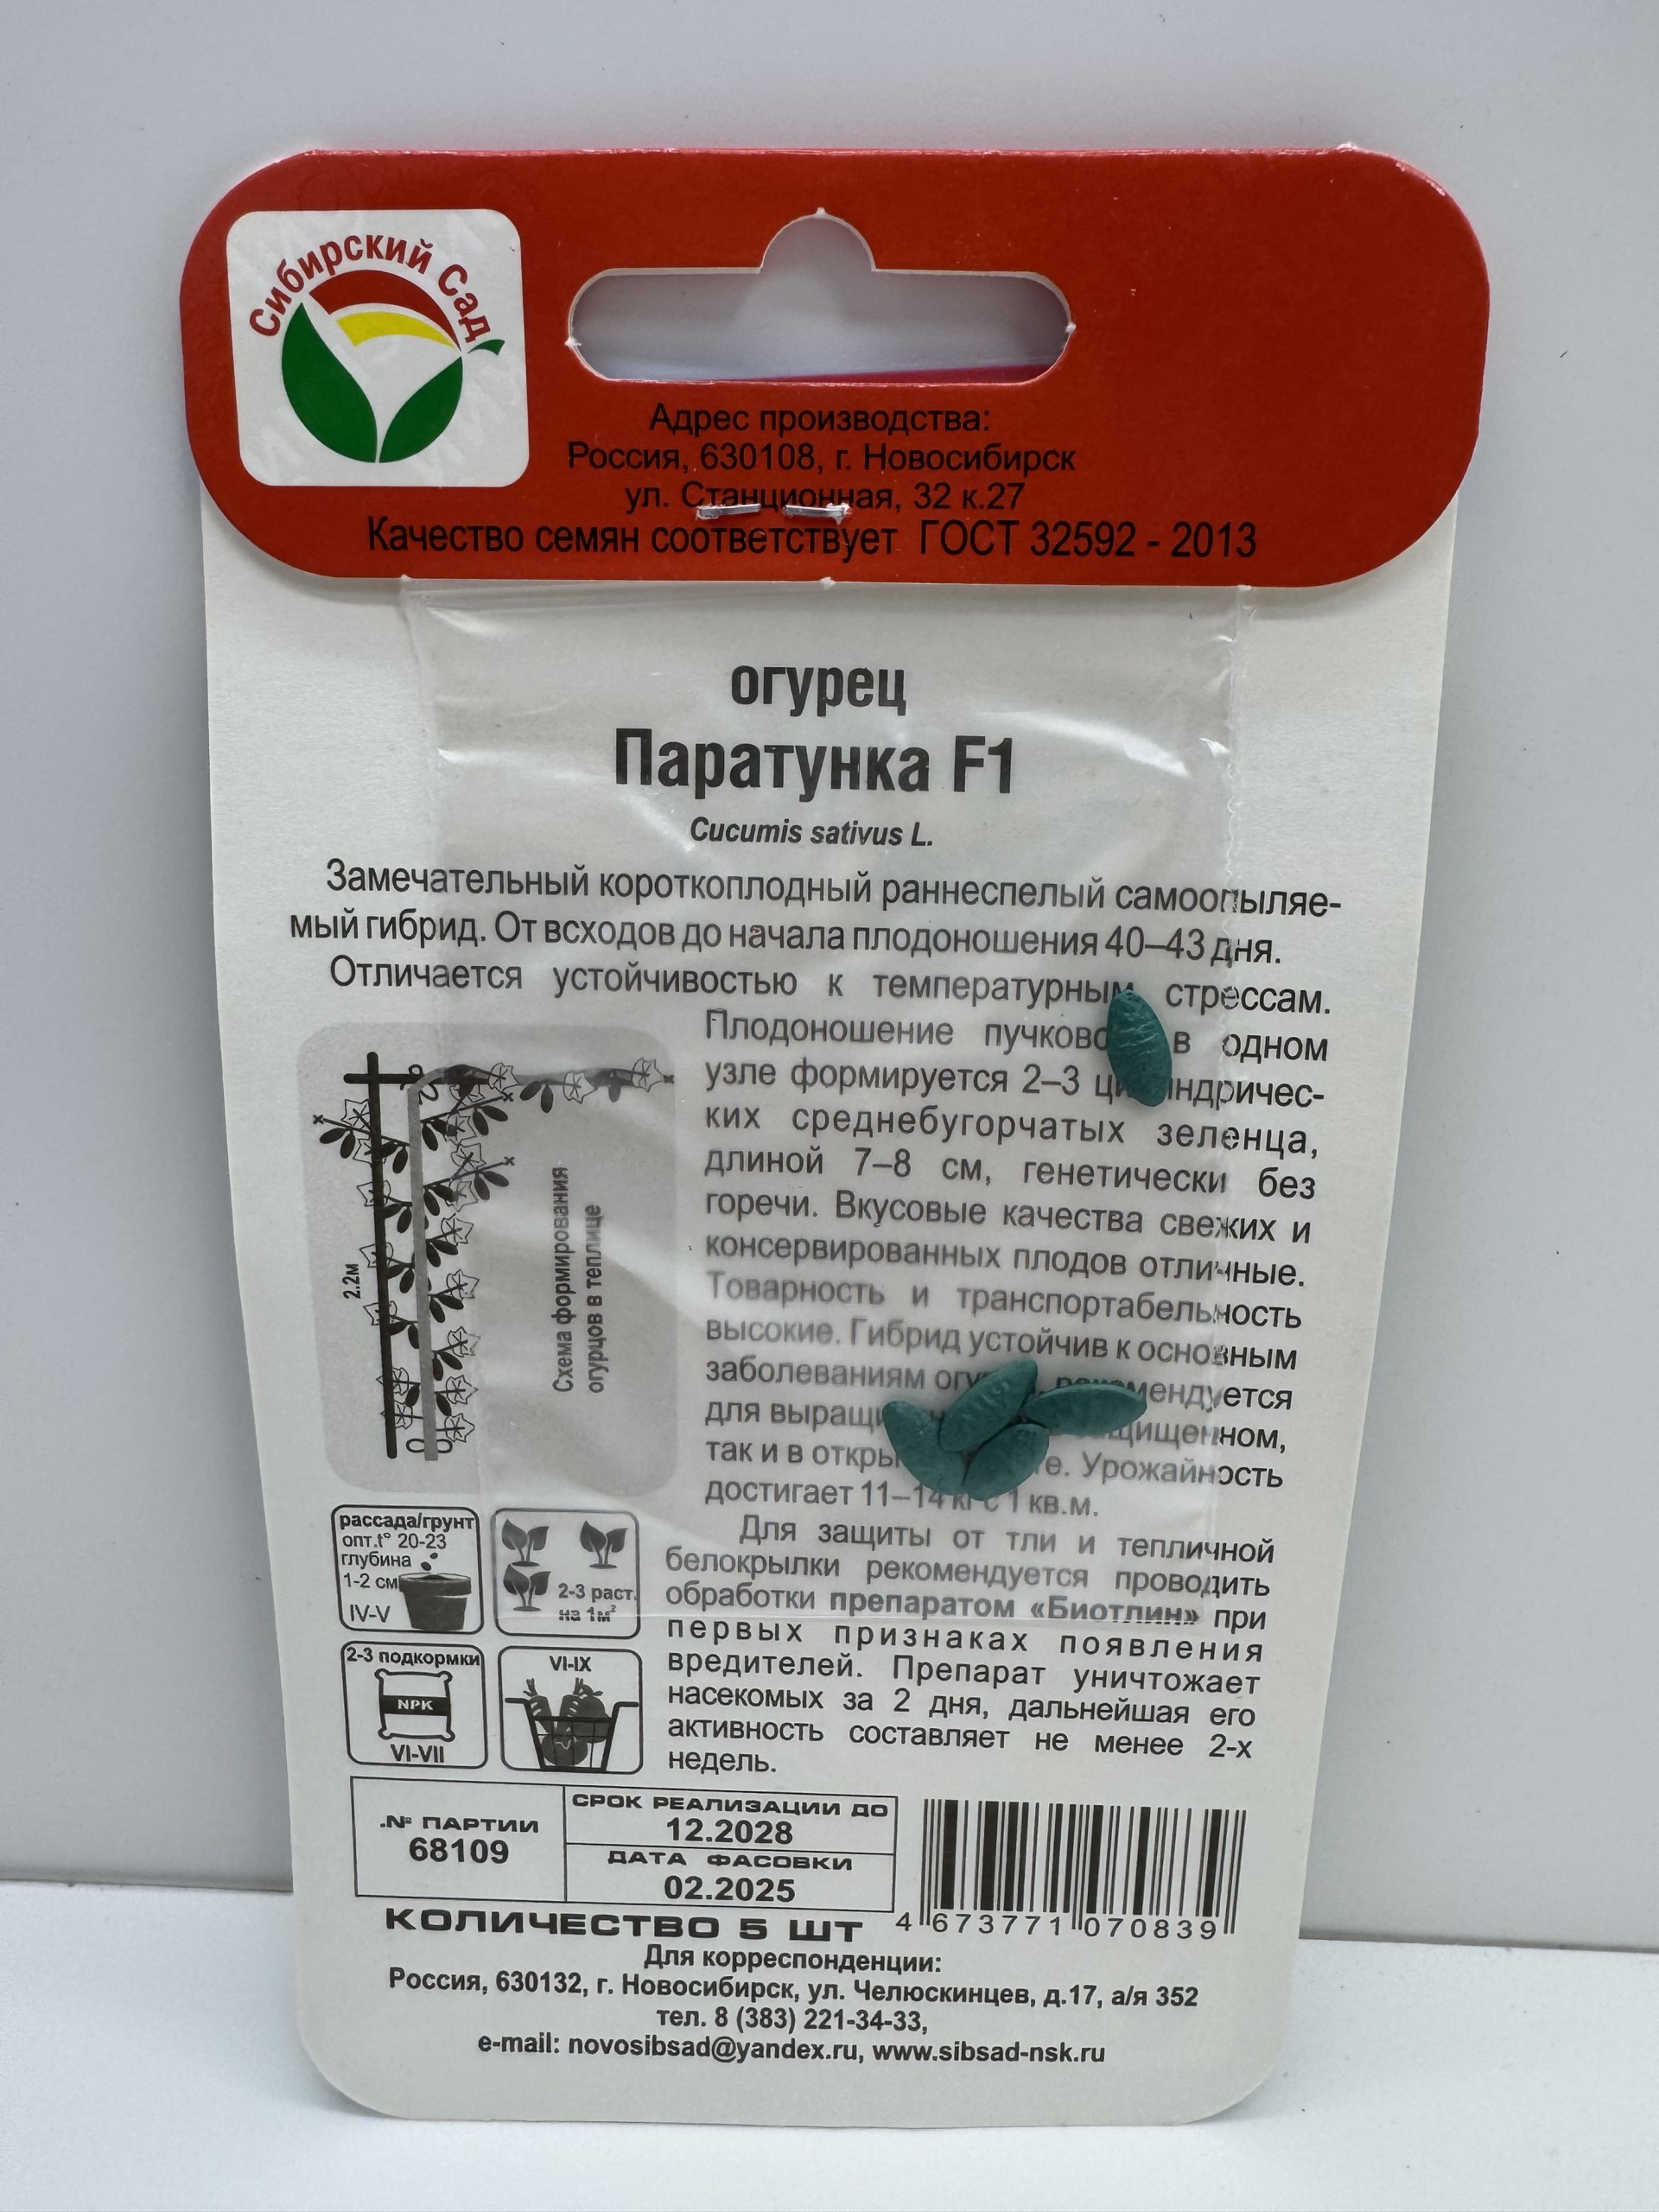 Сибирский Сад
Адрес производства:
Россия, 630108, г. Новосибирск
ул. Станционная, 32 к.27
Качество семян соответствует ГОСТ 32592 - 2013
огурец
Паратунка F1
Cucumis sativus L.
Замечательный короткоплодный раннеспелый самоопыляе-
мый гибрид. От всходов до начала плодоношения 40–43 дня.
Отличается устойчивостью к температурным стрессам.
Плодоношение в одном
узле формируется 2–3 цилиндричес-
ких среднебугорчатых зеленца,
длиной 7–8 см, генетически без
горечи. Вкусовые качества свежих и
консервированных плодов отличные.
Товарность и транспортабельность
высокие. Гибрид устойчив к основным
заболеваниям рекомендуется
для
так и в Урожайность
достигает 11–14 кг с 1 кв.м.
Для защиты от тли и тепличной
белокрылки рекомендуется проводить
обработки препаратом «Биотлин» при
первых признаках появления
вредителей. Препарат уничтожает
насекомых за 2 дня, дальнейшая его
активность составляет не менее 2-х
недель.
2.2м
Схема формирования
огурцов в теплице
рассада/грунт
опт.t° 20-23
глубина
1-2 см
IV-V
2-3 раст.
на 1м²
2-3 подкормки
NPK
VI-VII
VI-IX
№ ПАРТИИ
68109
СРОК РЕАЛИЗАЦИИ ДО
12.2028
ДАТА ФАСОВКИ
02.2025
КОЛИЧЕСТВО 5 ШТ
4 673771 070839
Для корреспонденции:
Россия, 630132, г. Новосибирск, ул. Челюскинцев, д.17, а/я 352
тел. 8 (383) 221-34-33,
e-mail: novosibsad@yandex.ru, www.sibsad-nsk.ru